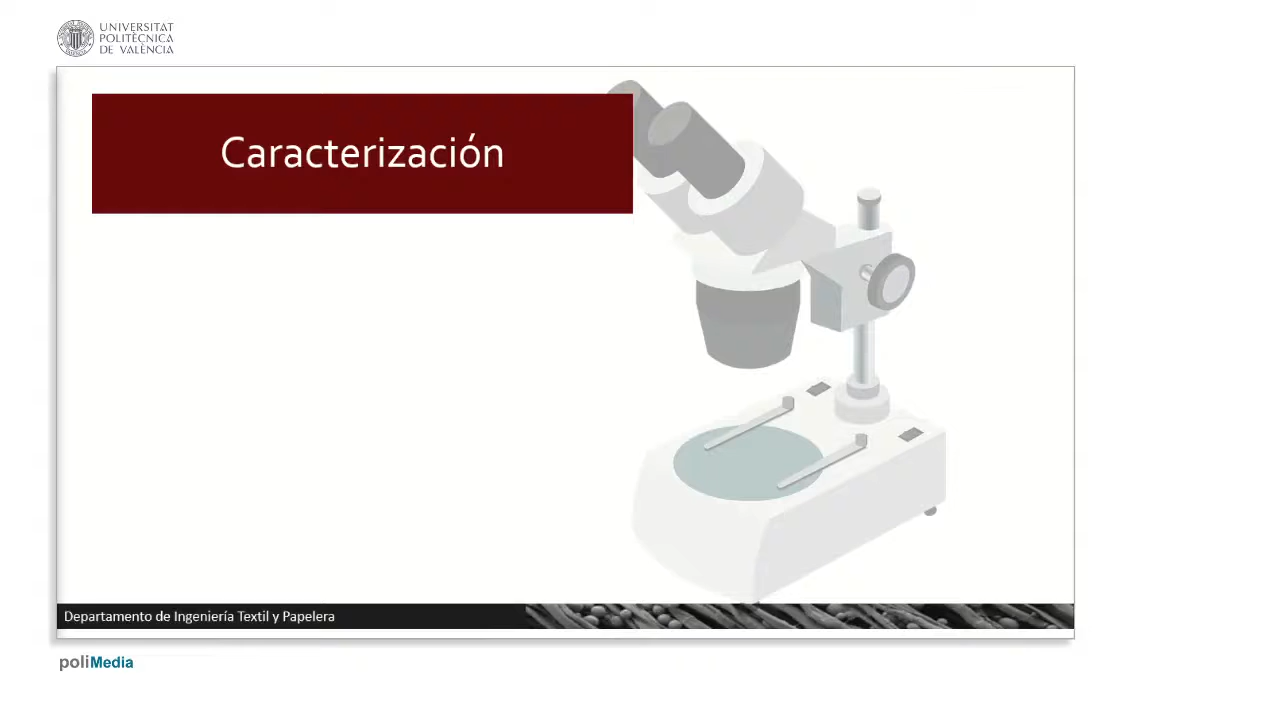 UNIVERSITAT
POLITÈCNICA
DE VALÈNCIA
Caracterización
Departamento de Ingeniería Textil y Papelera
poliMedia